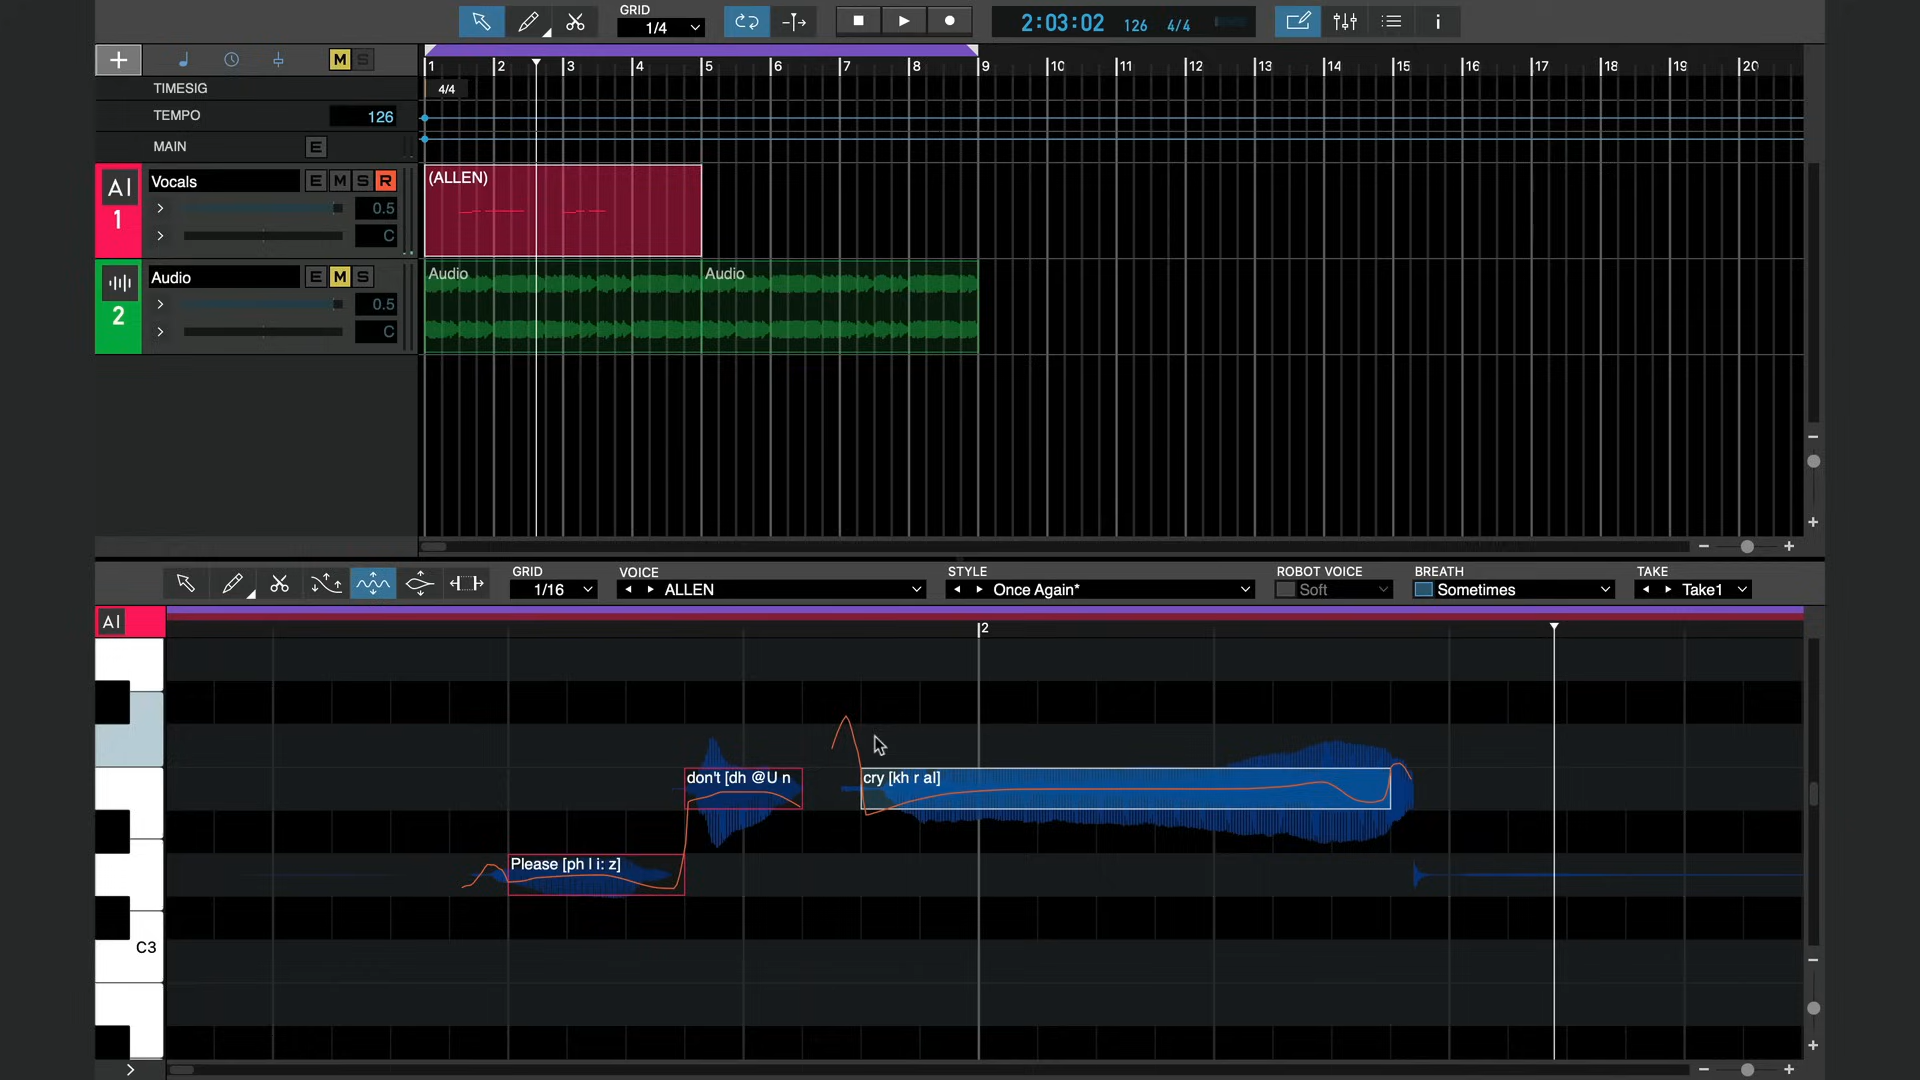 GRID
1/4
2:03:02 126 4/4
M S
1 2 3 4 5 6 7 8 9 10 11 12 13 14 15 16 17 18 19 20
TIMESIG
4/4
TEMPO 126
MAIN E
AI Vocals E M S R
(ALLEN)
1 0.5
C
Audio E M S
Audio Audio
2 0.5
C
GRID VOICE STYLE ROBOT VOICE BREATH TAKE
1/16 ALLEN Once Again* Soft Sometimes Take1
AI
2
don't [dh @U n
cry [kh r aI]
Please [ph l i: z]
C3